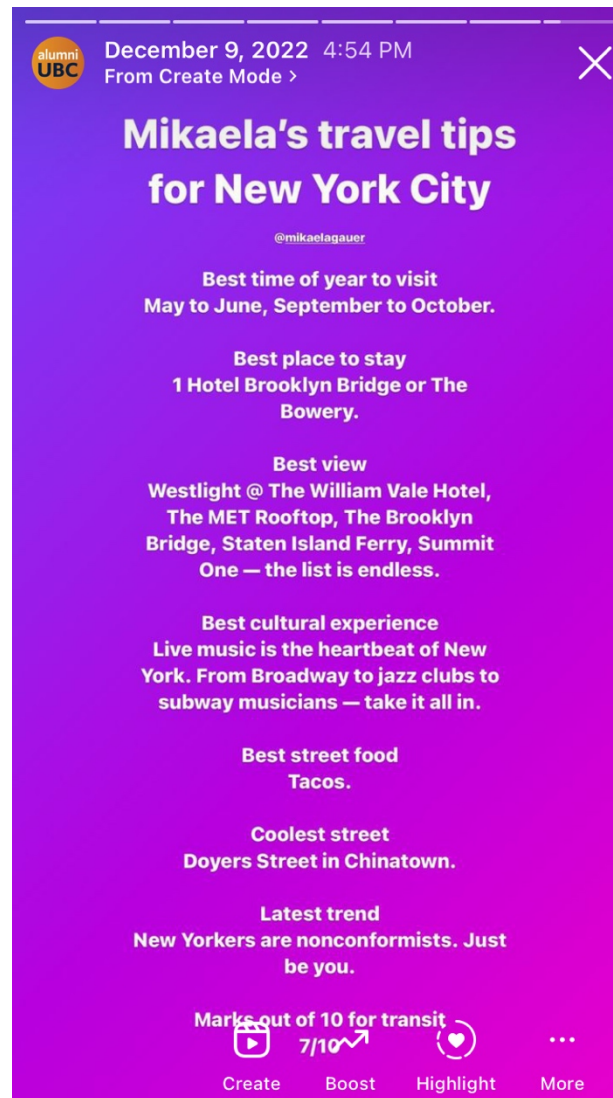 alumni
UBC
December 9, 2022 4:54 PM
From Create Mode >
Mikaela's travel tips
for New York City
@mikaelagauer
Best time of year to visit
May to June, September to October.
Best place to stay
1 Hotel Brooklyn Bridge or The
Bowery.
Best view
Westlight @ The William Vale Hotel,
The MET Rooftop, The Brooklyn
Bridge, Staten Island Ferry, Summit
One — the list is endless.
Best cultural experience
Live music is the heartbeat of New
York. From Broadway to jazz clubs to
subway musicians — take it all in.
Best street food
Tacos.
Coolest street
Doyers Street in Chinatown.
Latest trend
New Yorkers are nonconformists. Just
be you.
Marks out of 10 for transit
7/10
Create Boost Highlight More